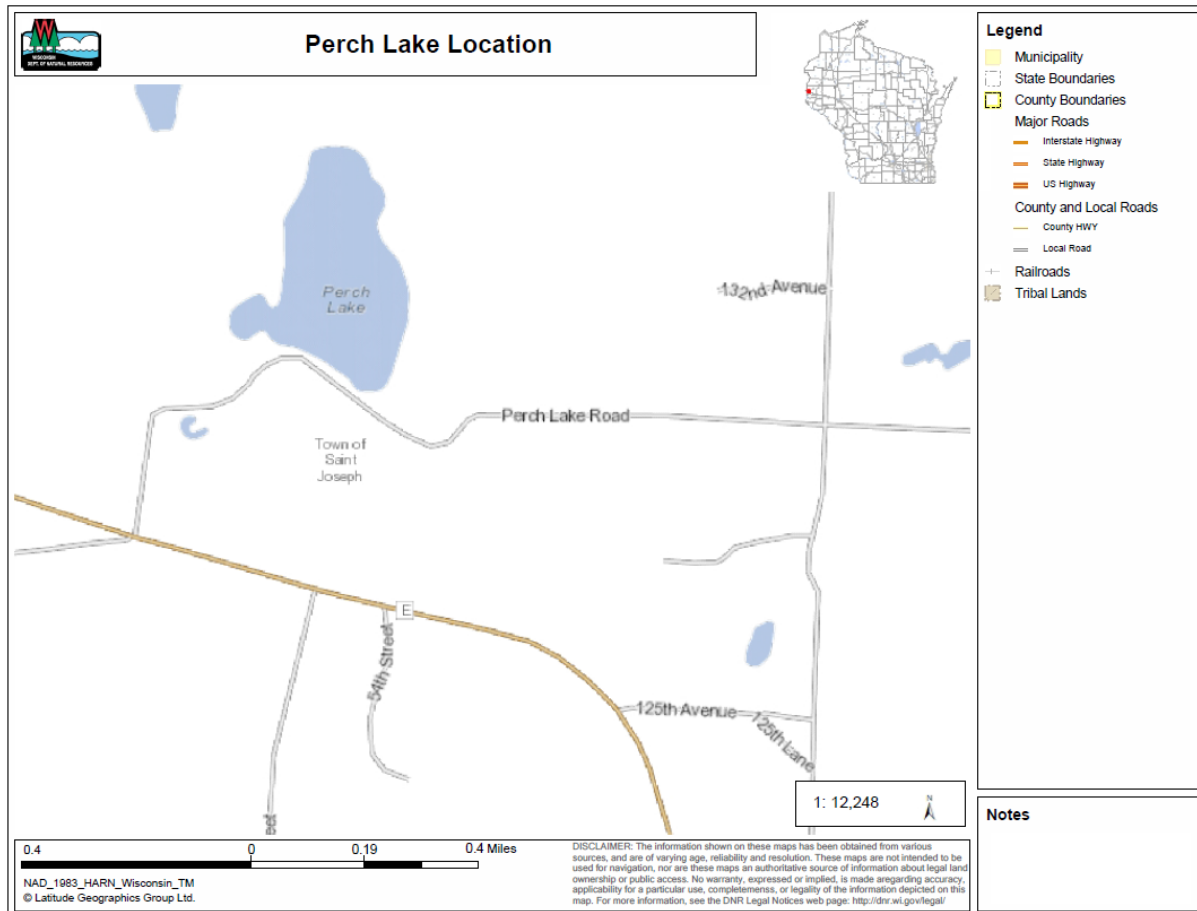 WISCONSIN
DEPT. OF NATURAL RESOURCES
Perch Lake Location
Perch
Lake
132nd Avenue
Perch Lake Road
Town of
Saint
Joseph
E
54th Street
125th Avenue
125th Lane
eet
1: 12,248
N
Legend
Municipality
State Boundaries
County Boundaries
Major Roads
Interstate Highway
State Highway
US Highway
County and Local Roads
County HWY
Local Road
Railroads
Tribal Lands
Notes
0.4 0 0.19 0.4 Miles
NAD_1983_HARN_Wisconsin_TM
© Latitude Geographics Group Ltd.
DISCLAIMER: The information shown on these maps has been obtained from various
sources, and are of varying age, reliability and resolution. These maps are not intended to be
used for navigation, nor are these maps an authoritative source of information about legal land
ownership or public access. No warranty, expressed or implied, is made aregarding accuracy,
applicability for a particular use, completemenss, or legality of the information depicted on this
map. For more information, see the DNR Legal Notices web page: http://dnr.wi.gov/legal/